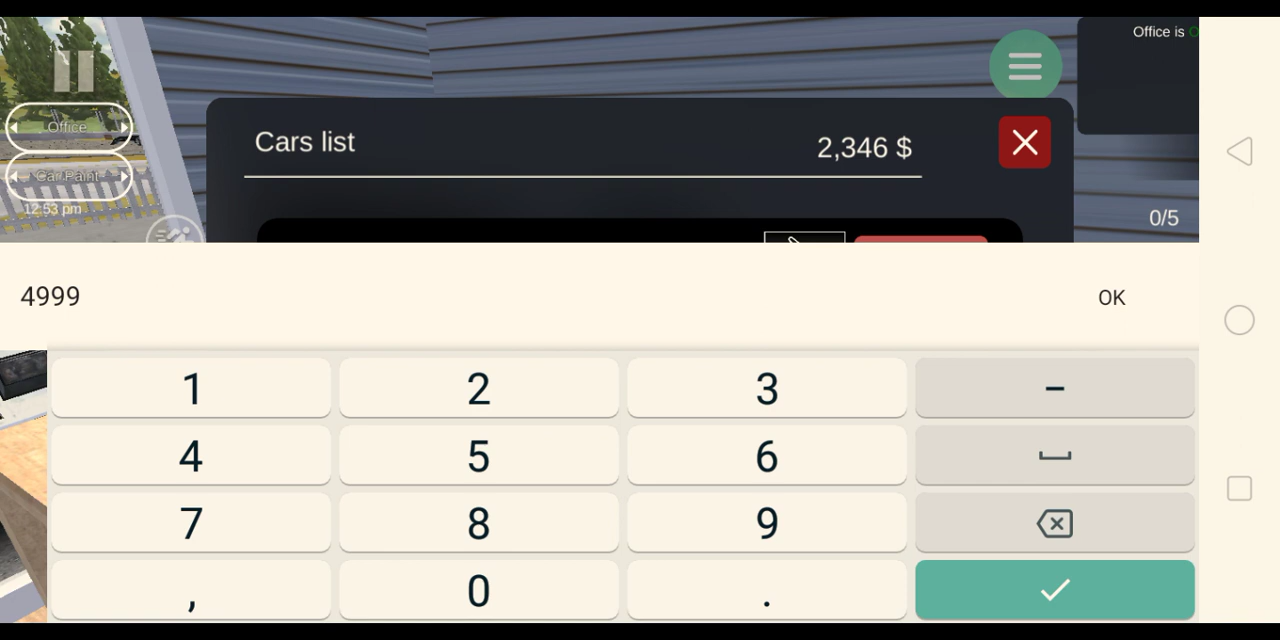 Office is
Office
Cars list
2,346 $
Car Paint
12:53 pm
0/5
4999
OK
1 2 3 -
4 5 6
7 8 9
, 0 .